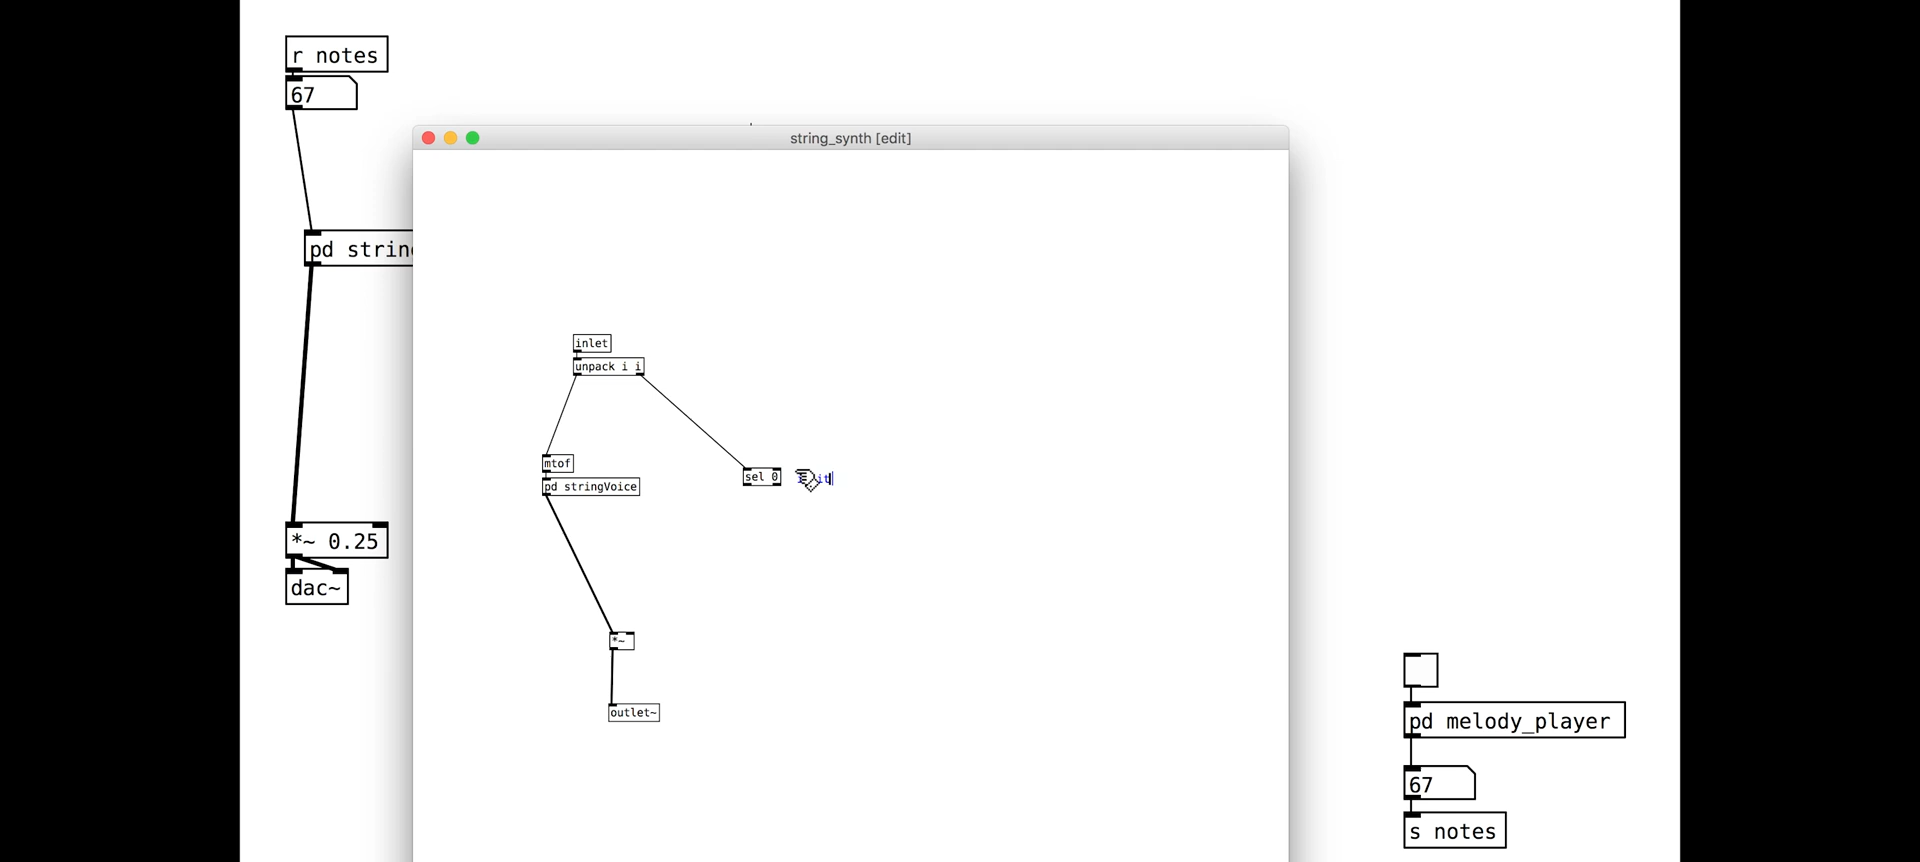 r notes
67
string_synth [edit]
pd string
inlet
unpack i i
mtof
sel 0
pd stringVoice
*~ 0.25
dac~
*~
outlet~
pd melody_player
67
s notes